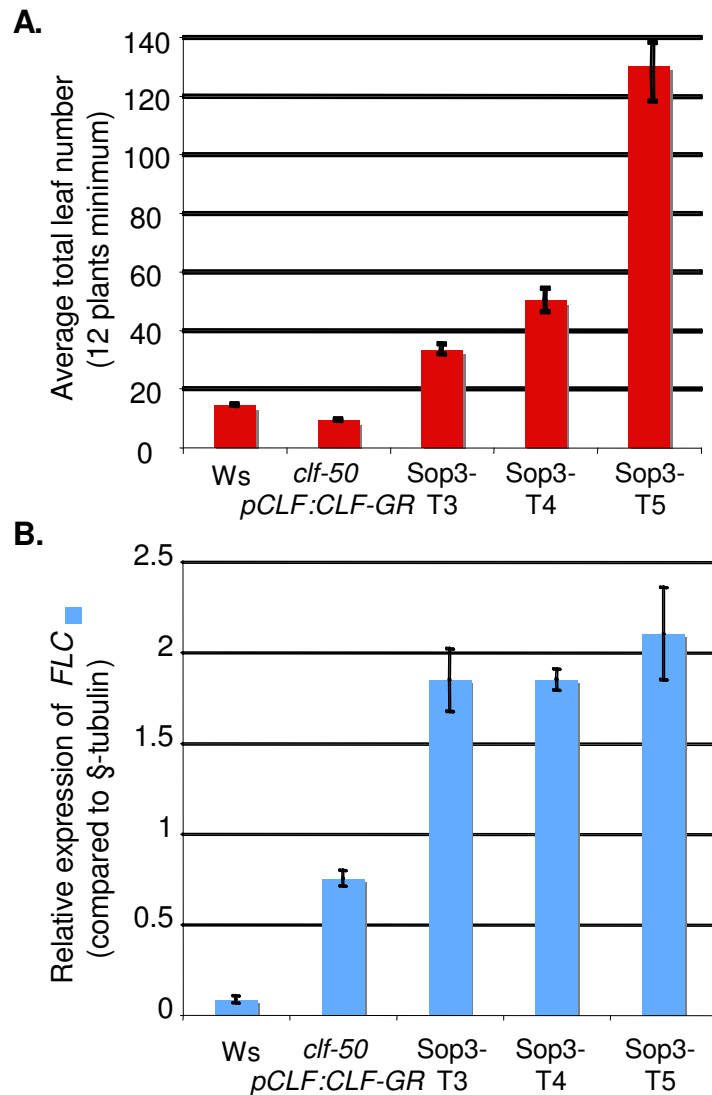 A.
Average total leaf number
(12 plants minimum)
140
120
100
80
60
40
20
0
Ws
clf-50
pCLF:CLF-GR
Sop3-
T3
Sop3-
T4
Sop3-
T5
B.
Relative expression of FLC
(compared to §-tubulin)
2.5
2
1.5
1
0.5
0
Ws
clf-50
pCLF:CLF-GR
Sop3-
T3
Sop3-
T4
Sop3-
T5